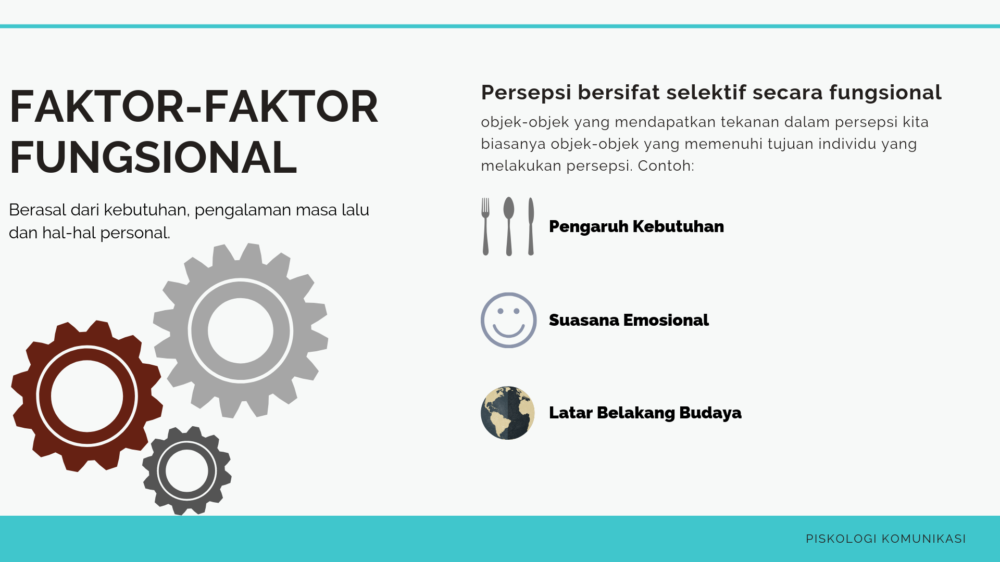 FAKTOR-FAKTOR
FUNGSIONAL
Berasal dari kebutuhan, pengalaman masa lalu
dan hal-hal personal.
Persepsi bersifat selektif secara fungsional
objek-objek yang mendapatkan tekanan dalam persepsi kita
biasanya objek-objek yang memenuhi tujuan individu yang
melakukan persepsi. Contoh:
Pengaruh Kebutuhan
Suasana Emosional
Latar Belakang Budaya
PISKOLOGI KOMUNIKASI